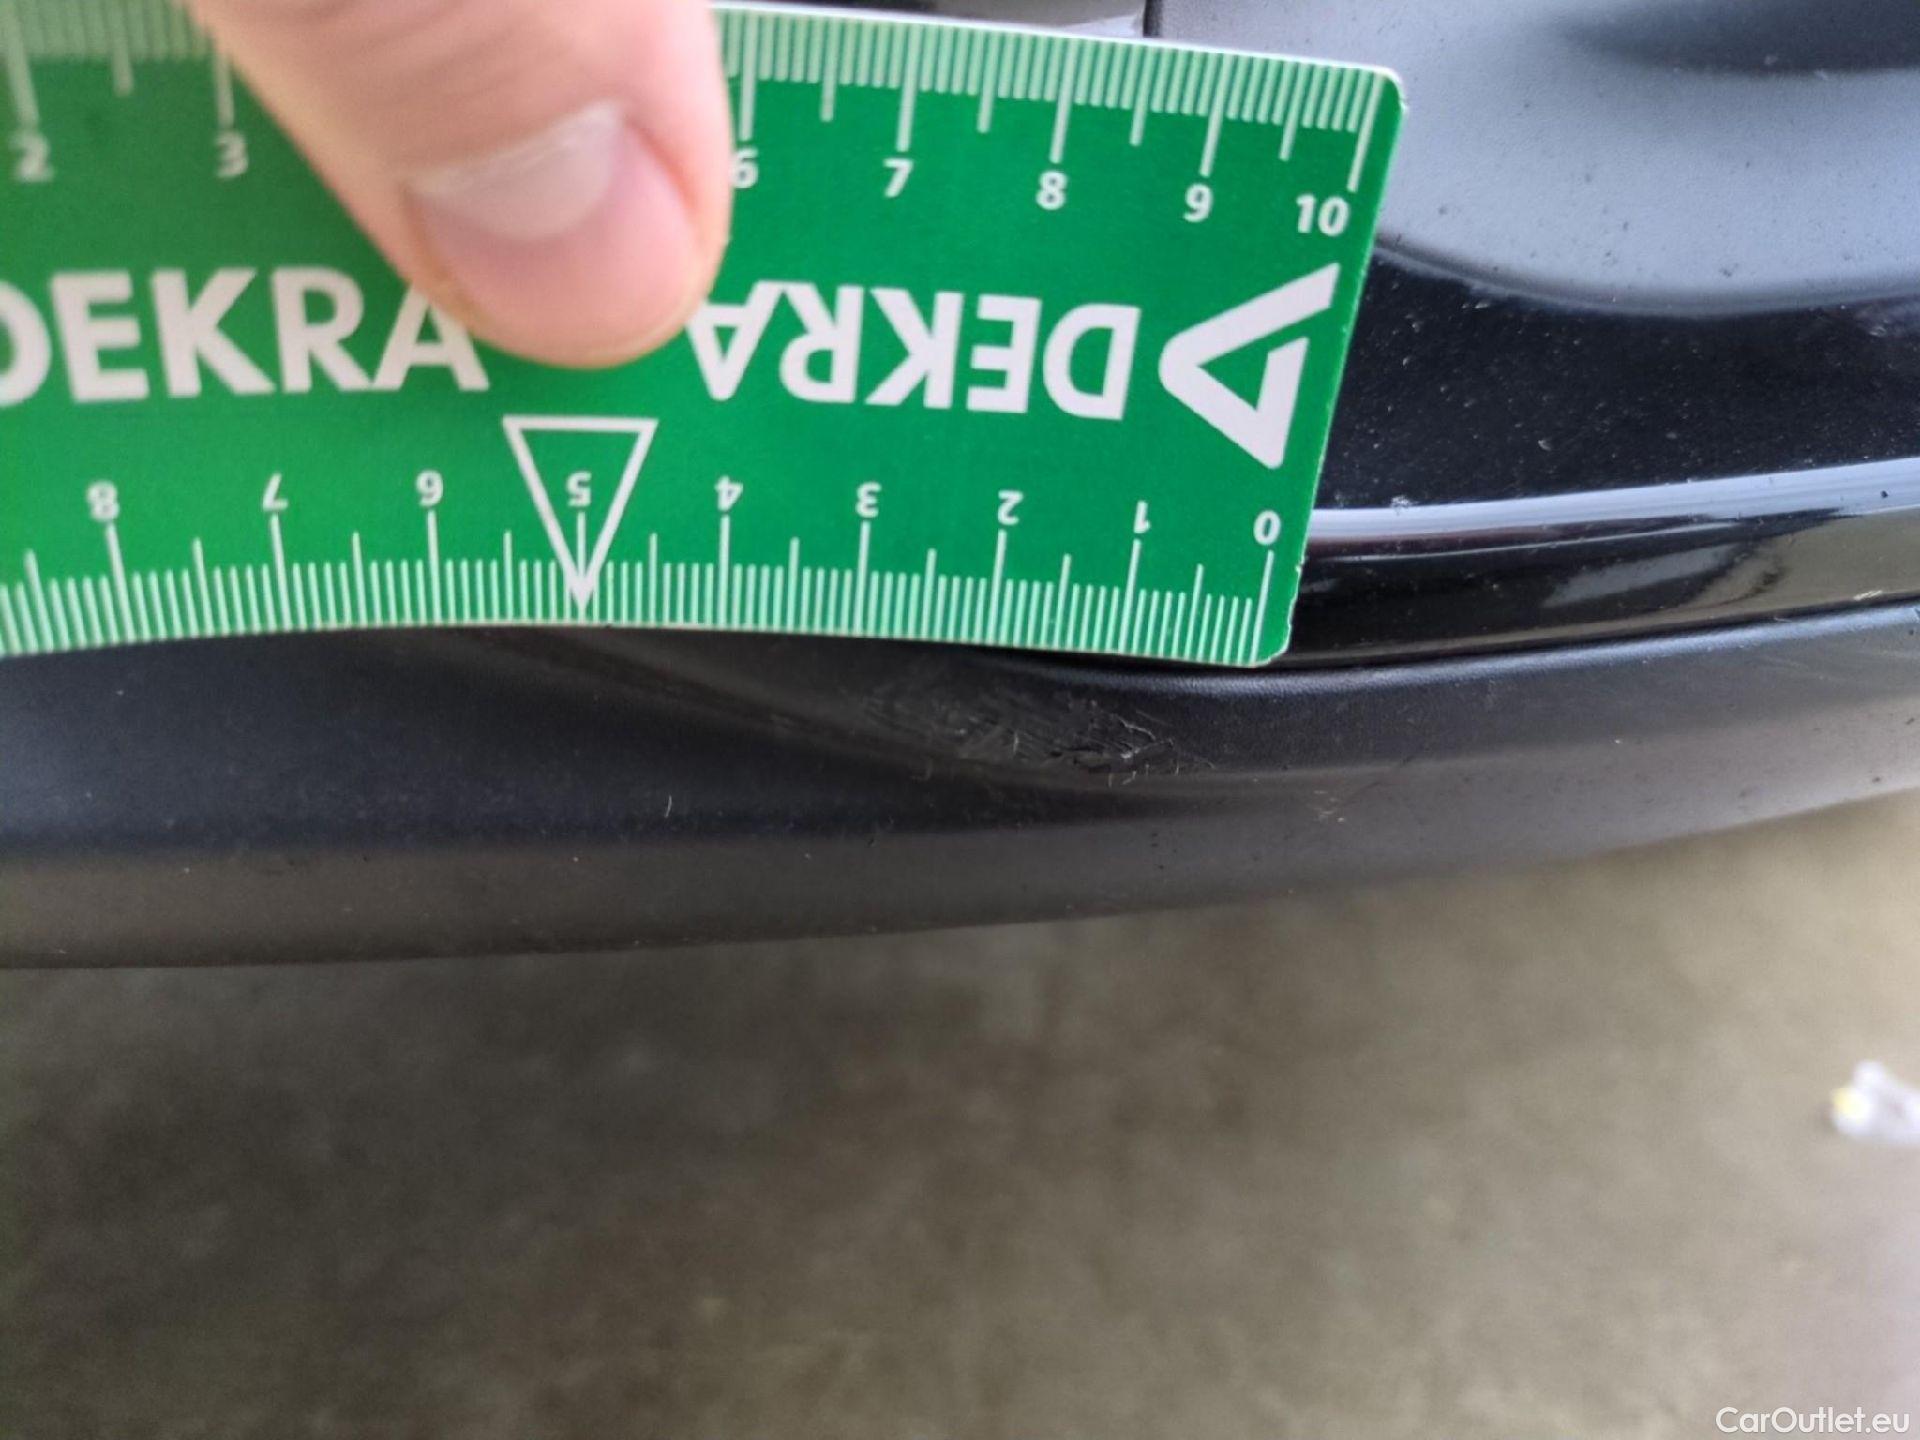 2 3 6 7 8 9 10
DEKRA DEKRA
8 7 6 5 4 3 2 1 0
CarOutlet.eu